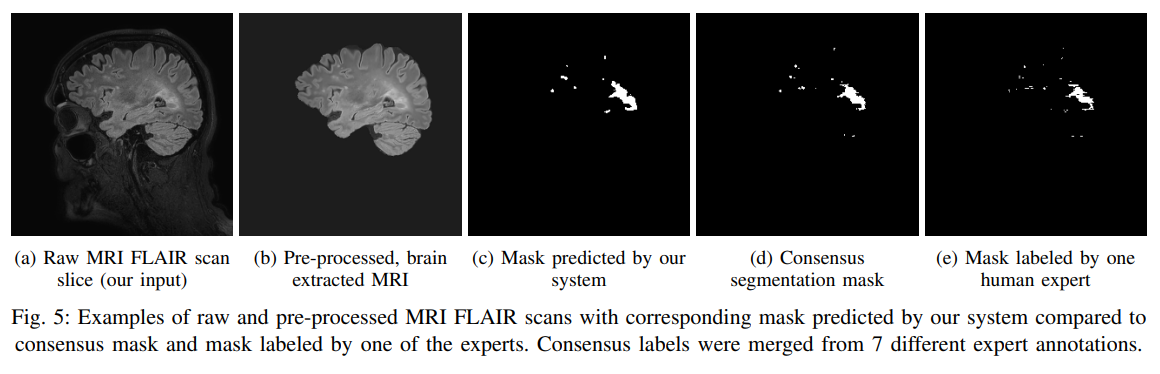 (a) Raw MRI FLAIR scan
slice (our input)
(b) Pre-processed, brain
extracted MRI
(c) Mask predicted by our
system
(d) Consensus
segmentation mask
(e) Mask labeled by one
human expert
Fig. 5: Examples of raw and pre-processed MRI FLAIR scans with corresponding mask predicted by our system compared to
consensus mask and mask labeled by one of the experts. Consensus labels were merged from 7 different expert annotations.